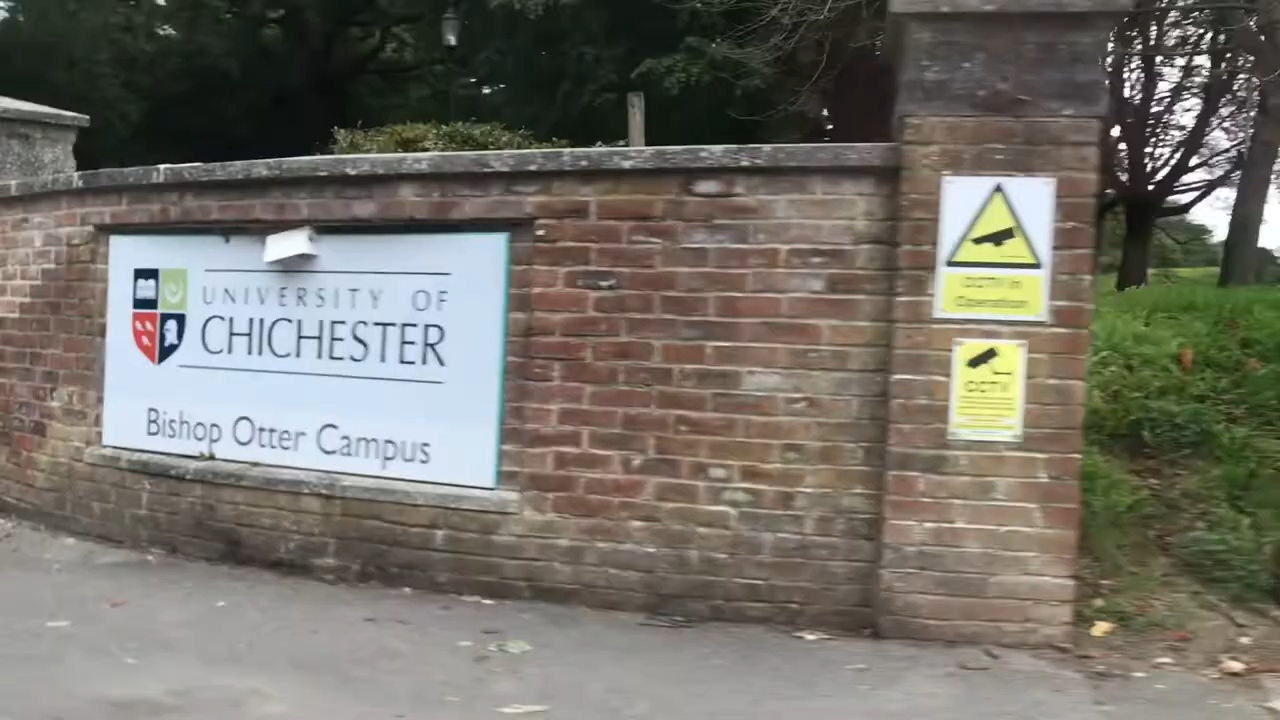 UNIVERSITY OF
CHICHESTER
Bishop Otter Campus
CCTV in
Operation
CCTV